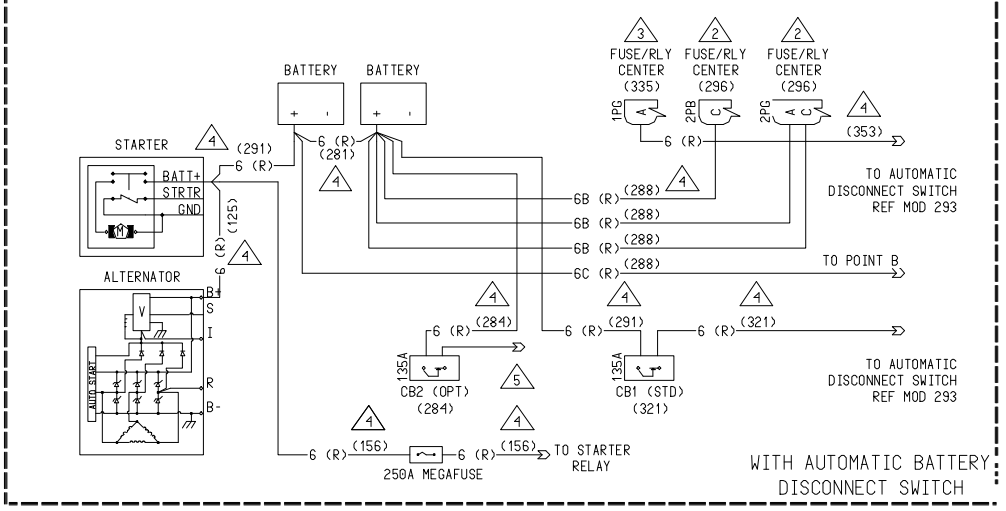 3
2
2
FUSE/RLY CENTER (335)
FUSE/RLY CENTER (296)
FUSE/RLY CENTER (296)
BATTERY
BATTERY
+ -
+ -
1PG
A
2PB
C
2PG
A C
4
STARTER
4
(291)
6 (R)
6 (R)
(281)
6 (R)
(353)
BATT+
STRTR
GND
M
4
4
TO AUTOMATIC
DISCONNECT SWITCH
REF MOD 293
6B (R)
(288)
6B (R)
(288)
6B (R)
(288)
6C (R)
(288)
TO POINT B
6 (R)
(125)
4
ALTERNATOR
B+
S
I
R
B-
V
AUTO START
4
4
4
6 (R)
(284)
6 (R)
(291)
6 (R)
(321)
135A
CB2 (OPT)
(284)
5
135A
CB1 (STD)
(321)
TO AUTOMATIC
DISCONNECT SWITCH
REF MOD 293
4
4
6 (R)
(156)
6 (R)
(156)
TO STARTER
RELAY
250A MEGAFUSE
WITH AUTOMATIC BATTERY
DISCONNECT SWITCH